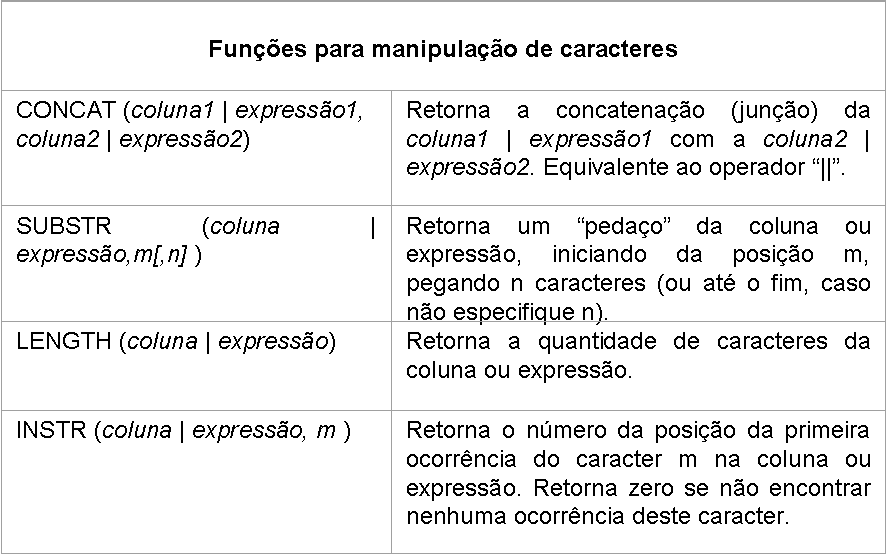 Funções para manipulação de caracteres
CONCAT (coluna1 | expressão1,
coluna2 | expressão2)
Retorna a concatenação (junção) da
coluna1 | expressão1 com a coluna2 |
expressão2. Equivalente ao operador “||”.
SUBSTR (coluna |
expressão,m[,n] )
Retorna um “pedaço” da coluna ou
expressão, iniciando da posição m,
pegando n caracteres (ou até o fim, caso
não especifique n).
LENGTH (coluna | expressão)
Retorna a quantidade de caracteres da
coluna ou expressão.
INSTR (coluna | expressão, m )
Retorna o número da posição da primeira
ocorrência do caracter m na coluna ou
expressão. Retorna zero se não encontrar
nenhuma ocorrência deste caracter.